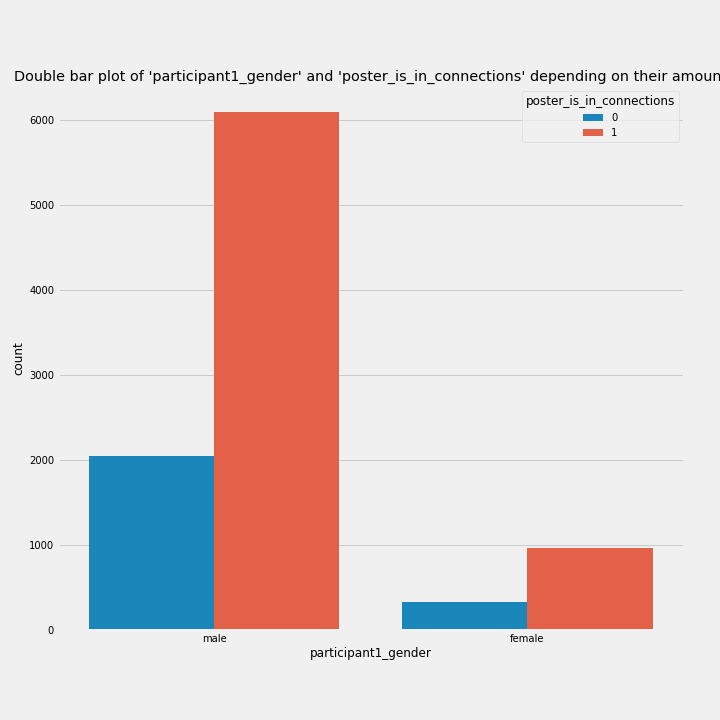 Double bar plot of 'participant1_gender' and 'poster_is_in_connections' depending on their amoun
poster_is_in_connections
0
1
6000
5000
4000
3000
2000
1000
0
count
male
female
participant1_gender